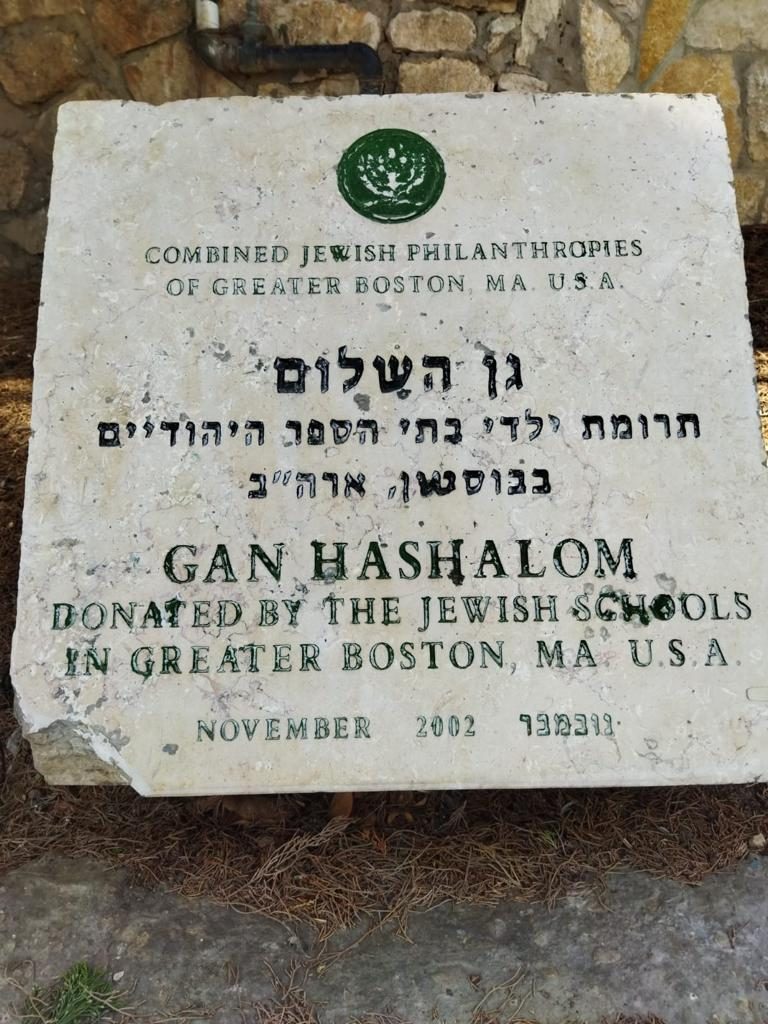 COMBINED JEWISH PHILANTHROPIES
OF GREATER BOSTON, MA. U.S.A.
גן השלום
תרומת ילדי בתי הספר היהודיים
בבוסטון, ארה"ב
GAN HASHALOM
DONATED BY THE JEWISH SCHOOLS
IN GREATER BOSTON, MA. U.S.A.
NOVEMBER 2002 נובמבר